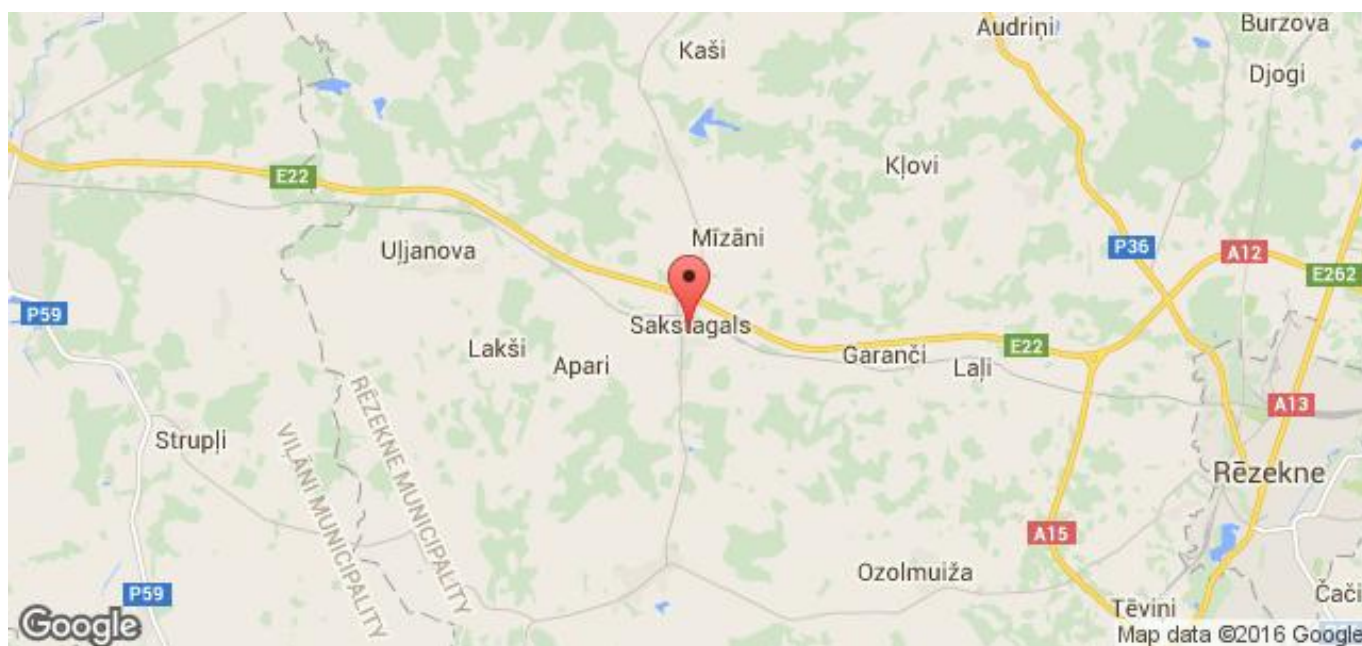 Audriņi
Burzova
Kaši
Djogi
Kļovi
E22
Mīzāni
Uļjanova
P36
A12
E262
P59
Sakstagals
Lakši
Apari
Garanči
E22
Laļi
A13
Strupļi
RĒZEKNE MUNICIPALITY
VIĻĀNI MUNICIPALITY
Rēzekne
A15
Ozolmuiža
P59
Tēviņi
Čači
Google
Map data ©2016 Google